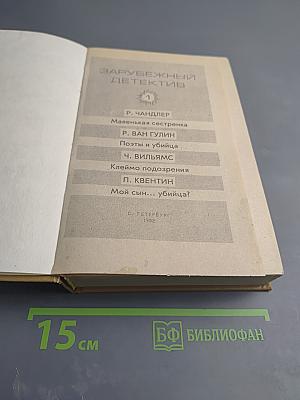 ЗАРУБЕЖНЫЙ
ДЕТЕКТИВ
1
Р. ЧАНДЛЕР
Маленькая сестренка
Р. ВАН ГУЛИК
Поэты и убийца
Ч. ВИЛЬЯМС
Клеймо подозрения
П. КВЕНТИН
Мой сын... убийца?
С.-ПЕТЕРБУРГ
1992
15 см
БФ БИБЛИОФАН